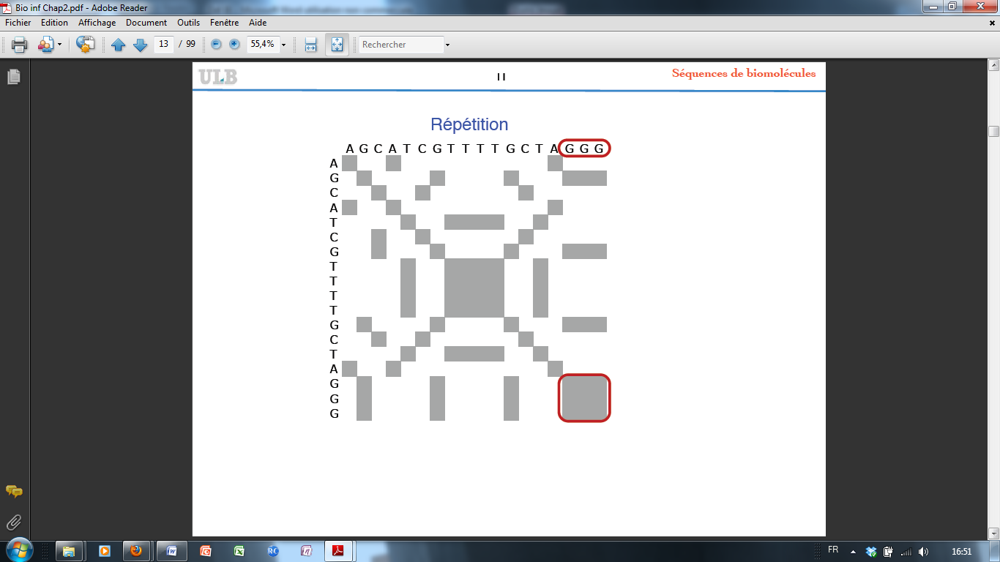 Bio inf Chap2.pdf - Adobe Reader
Fichier Edition Affichage Document Outils Fenêtre Aide
13 / 99 55,4% Rechercher
ULB 11 Séquences de biomolécules
Répétition
A G C A T C G T T T T G C T A G G G
A
G
C
A
T
C
G
T
T
T
T
G
C
T
A
G
G
G
FR 16:51